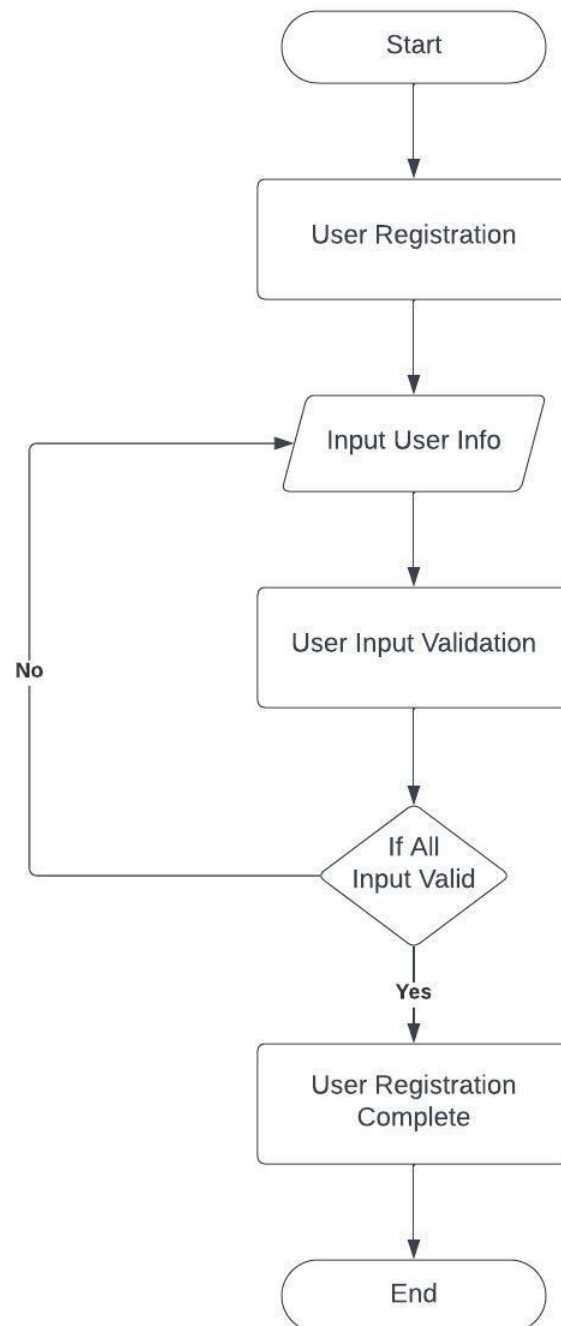 Start
User Registration
Input User Info
User Input Validation
No
If All
Input Valid
Yes
User Registration
Complete
End